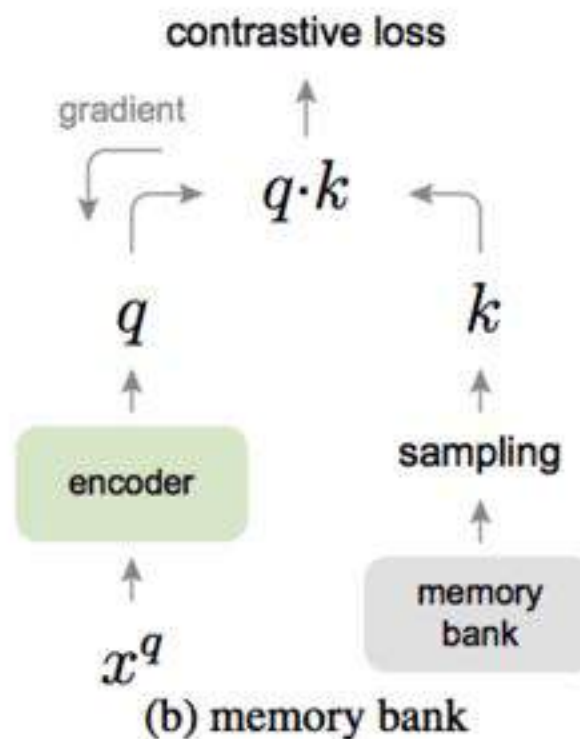 contrastive loss
gradient
q·k
q
k
encoder
sampling
memory
bank
x^q
(b) memory bank